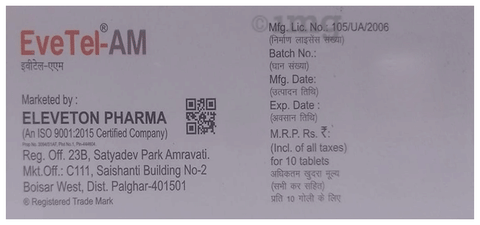 EveTel®-AM
इवीटेल-एएम
Marketed by :
ELEVETON PHARMA
(An ISO 9001:2015 Certified Company)
Reg. Off. 23B, Satyadev Park Amravati.
Mkt.Off.: C111, Saishanti Building No-2
Boisar West, Dist. Palghar-401501
® Registered Trade Mark
1mg
Mfg. Lic. No.: 105/UA/2006
(निर्माण लाइसेंस संख्या)
Batch No.:
(घान संख्या)
Mfg. Date:
(उत्पादन तिथि)
Exp. Date :
(अवसान तिथि)
M.R.P. Rs. ₹:
(Incl. of all taxes)
for 10 tablets
अधिकतम खुदरा मूल्य
(सभी कर सहित)
प्रति 10 गोली के लिए